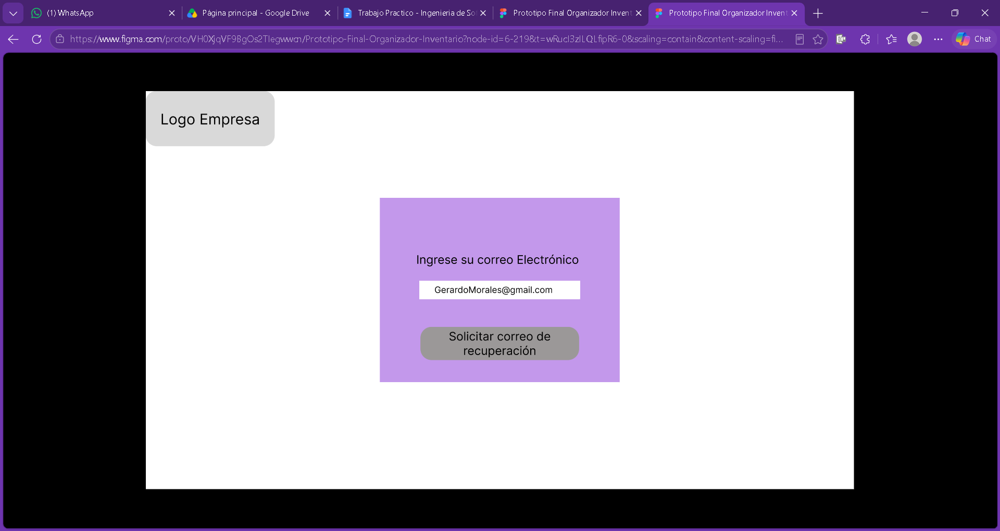 (1) WhatsApp
Página principal - Google Drive
Trabajo Practico - Ingenieria de So
Prototipo Final Organizador Invent
Prototipo Final Organizador Invent
https://www.figma.com/proto/VH0XjqVF9BgOs2TIegwwcn/Prototipo-Final-Organizador-Inventario?node-id=6-219&t=wRucI3zILQLfipR6-0&scaling=contain&content-scaling=fi...
Chat
Logo Empresa
Ingrese su correo Electrónico
GerardoMorales@gmail.com
Solicitar correo de
recuperación